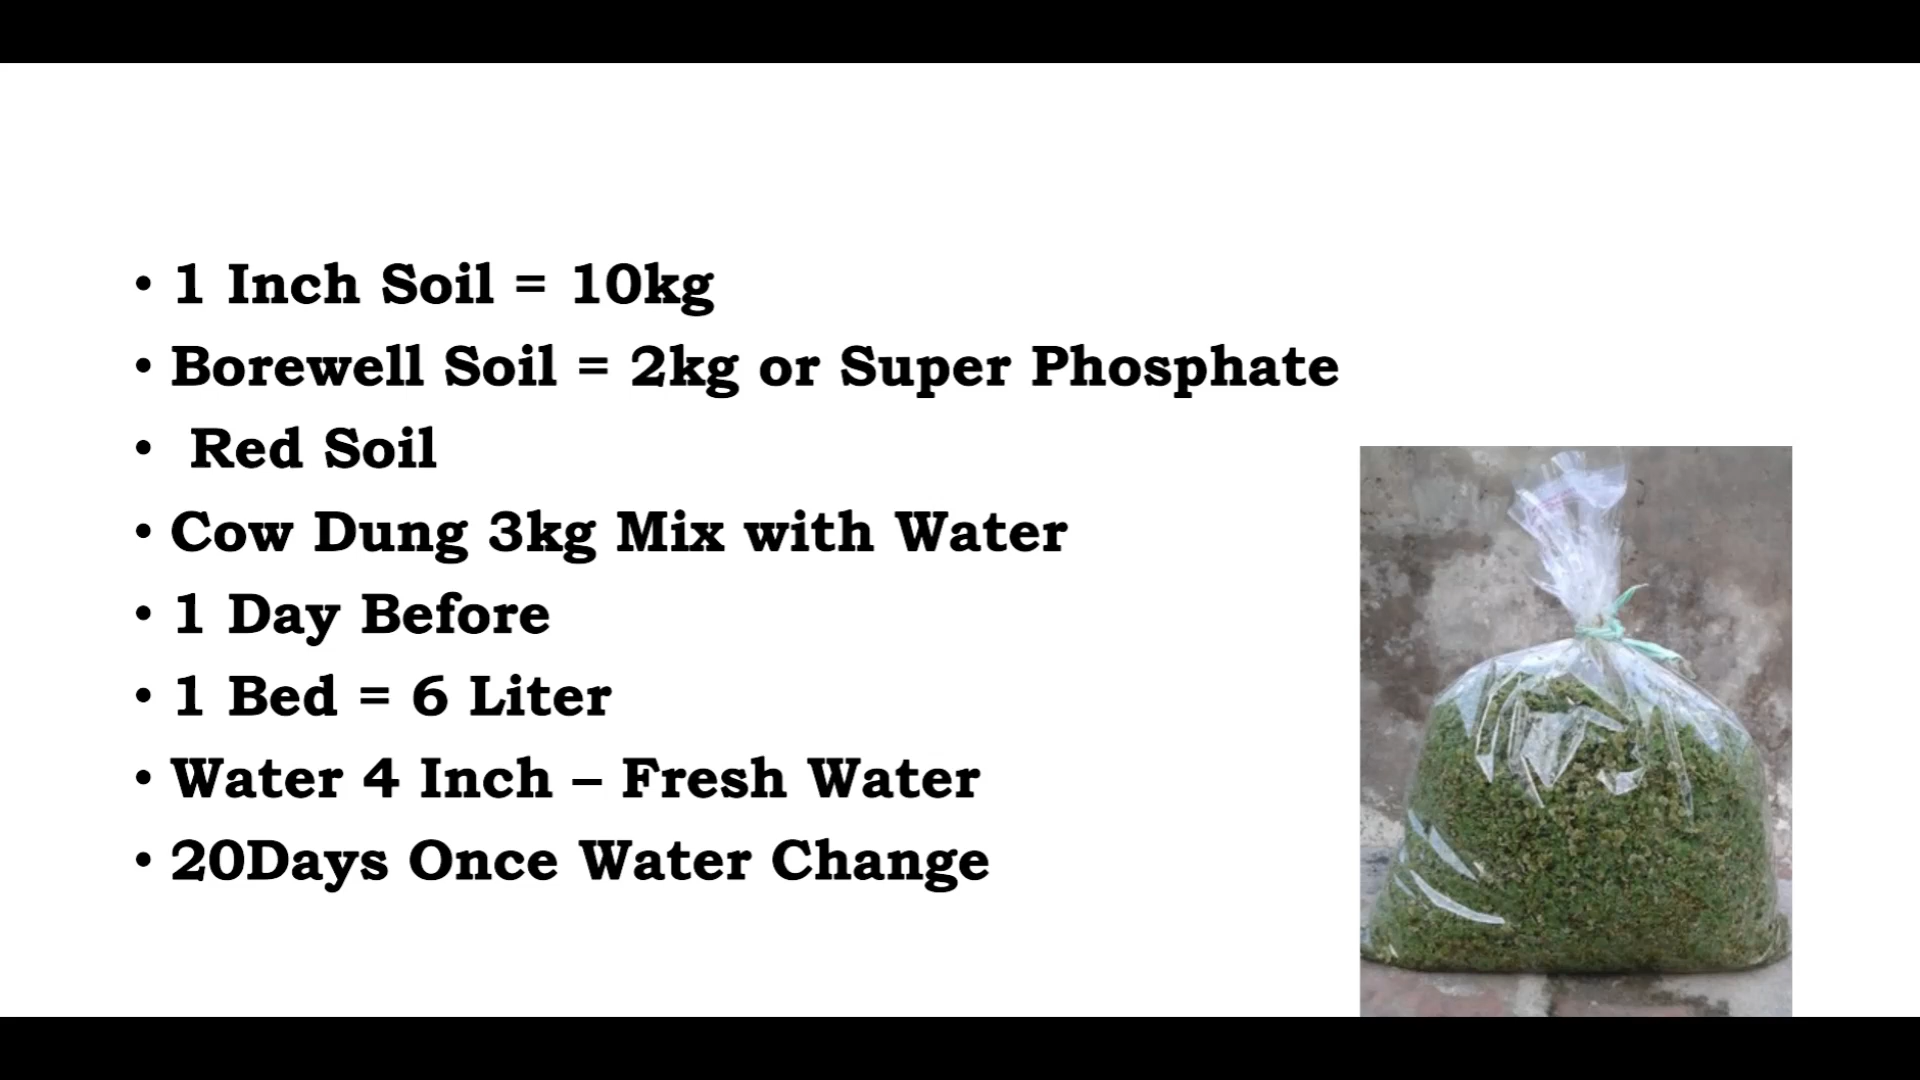 • 1 Inch Soil = 10kg
• Borewell Soil = 2kg or Super Phosphate
• Red Soil
• Cow Dung 3kg Mix with Water
• 1 Day Before
• 1 Bed = 6 Liter
• Water 4 Inch – Fresh Water
• 20Days Once Water Change